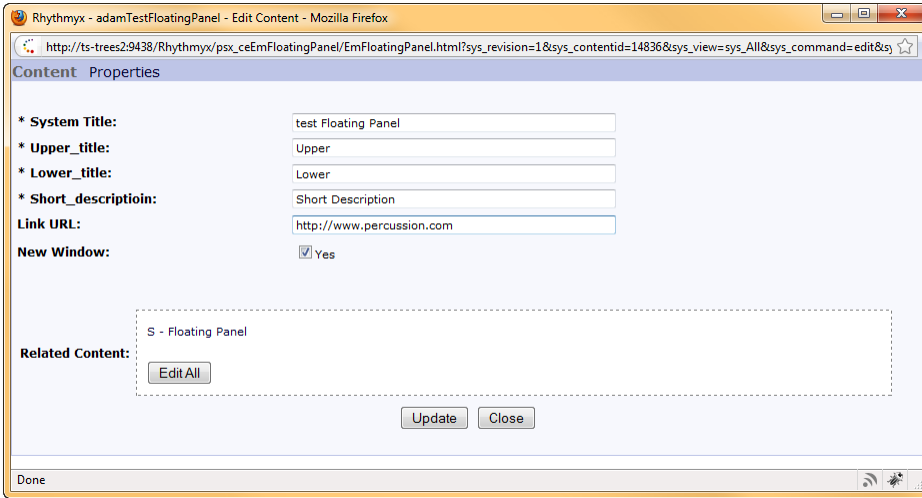 Rhythmyx - adamTestFloatingPanel - Edit Content - Mozilla Firefox
http://ts-trees2:9438/Rhythmyx/psx_ceEmFloatingPanel/EmFloatingPanel.html?sys_revision=1&sys_contentid=14836&sys_view=sys_All&sys_command=edit&sy
Content Properties
* System Title: test Floating Panel
* Upper_title: Upper
* Lower_title: Lower
* Short_descriptioin: Short Description
Link URL: http://www.percussion.com
New Window: Yes
S - Floating Panel
Related Content:
Edit All
Update Close
Done